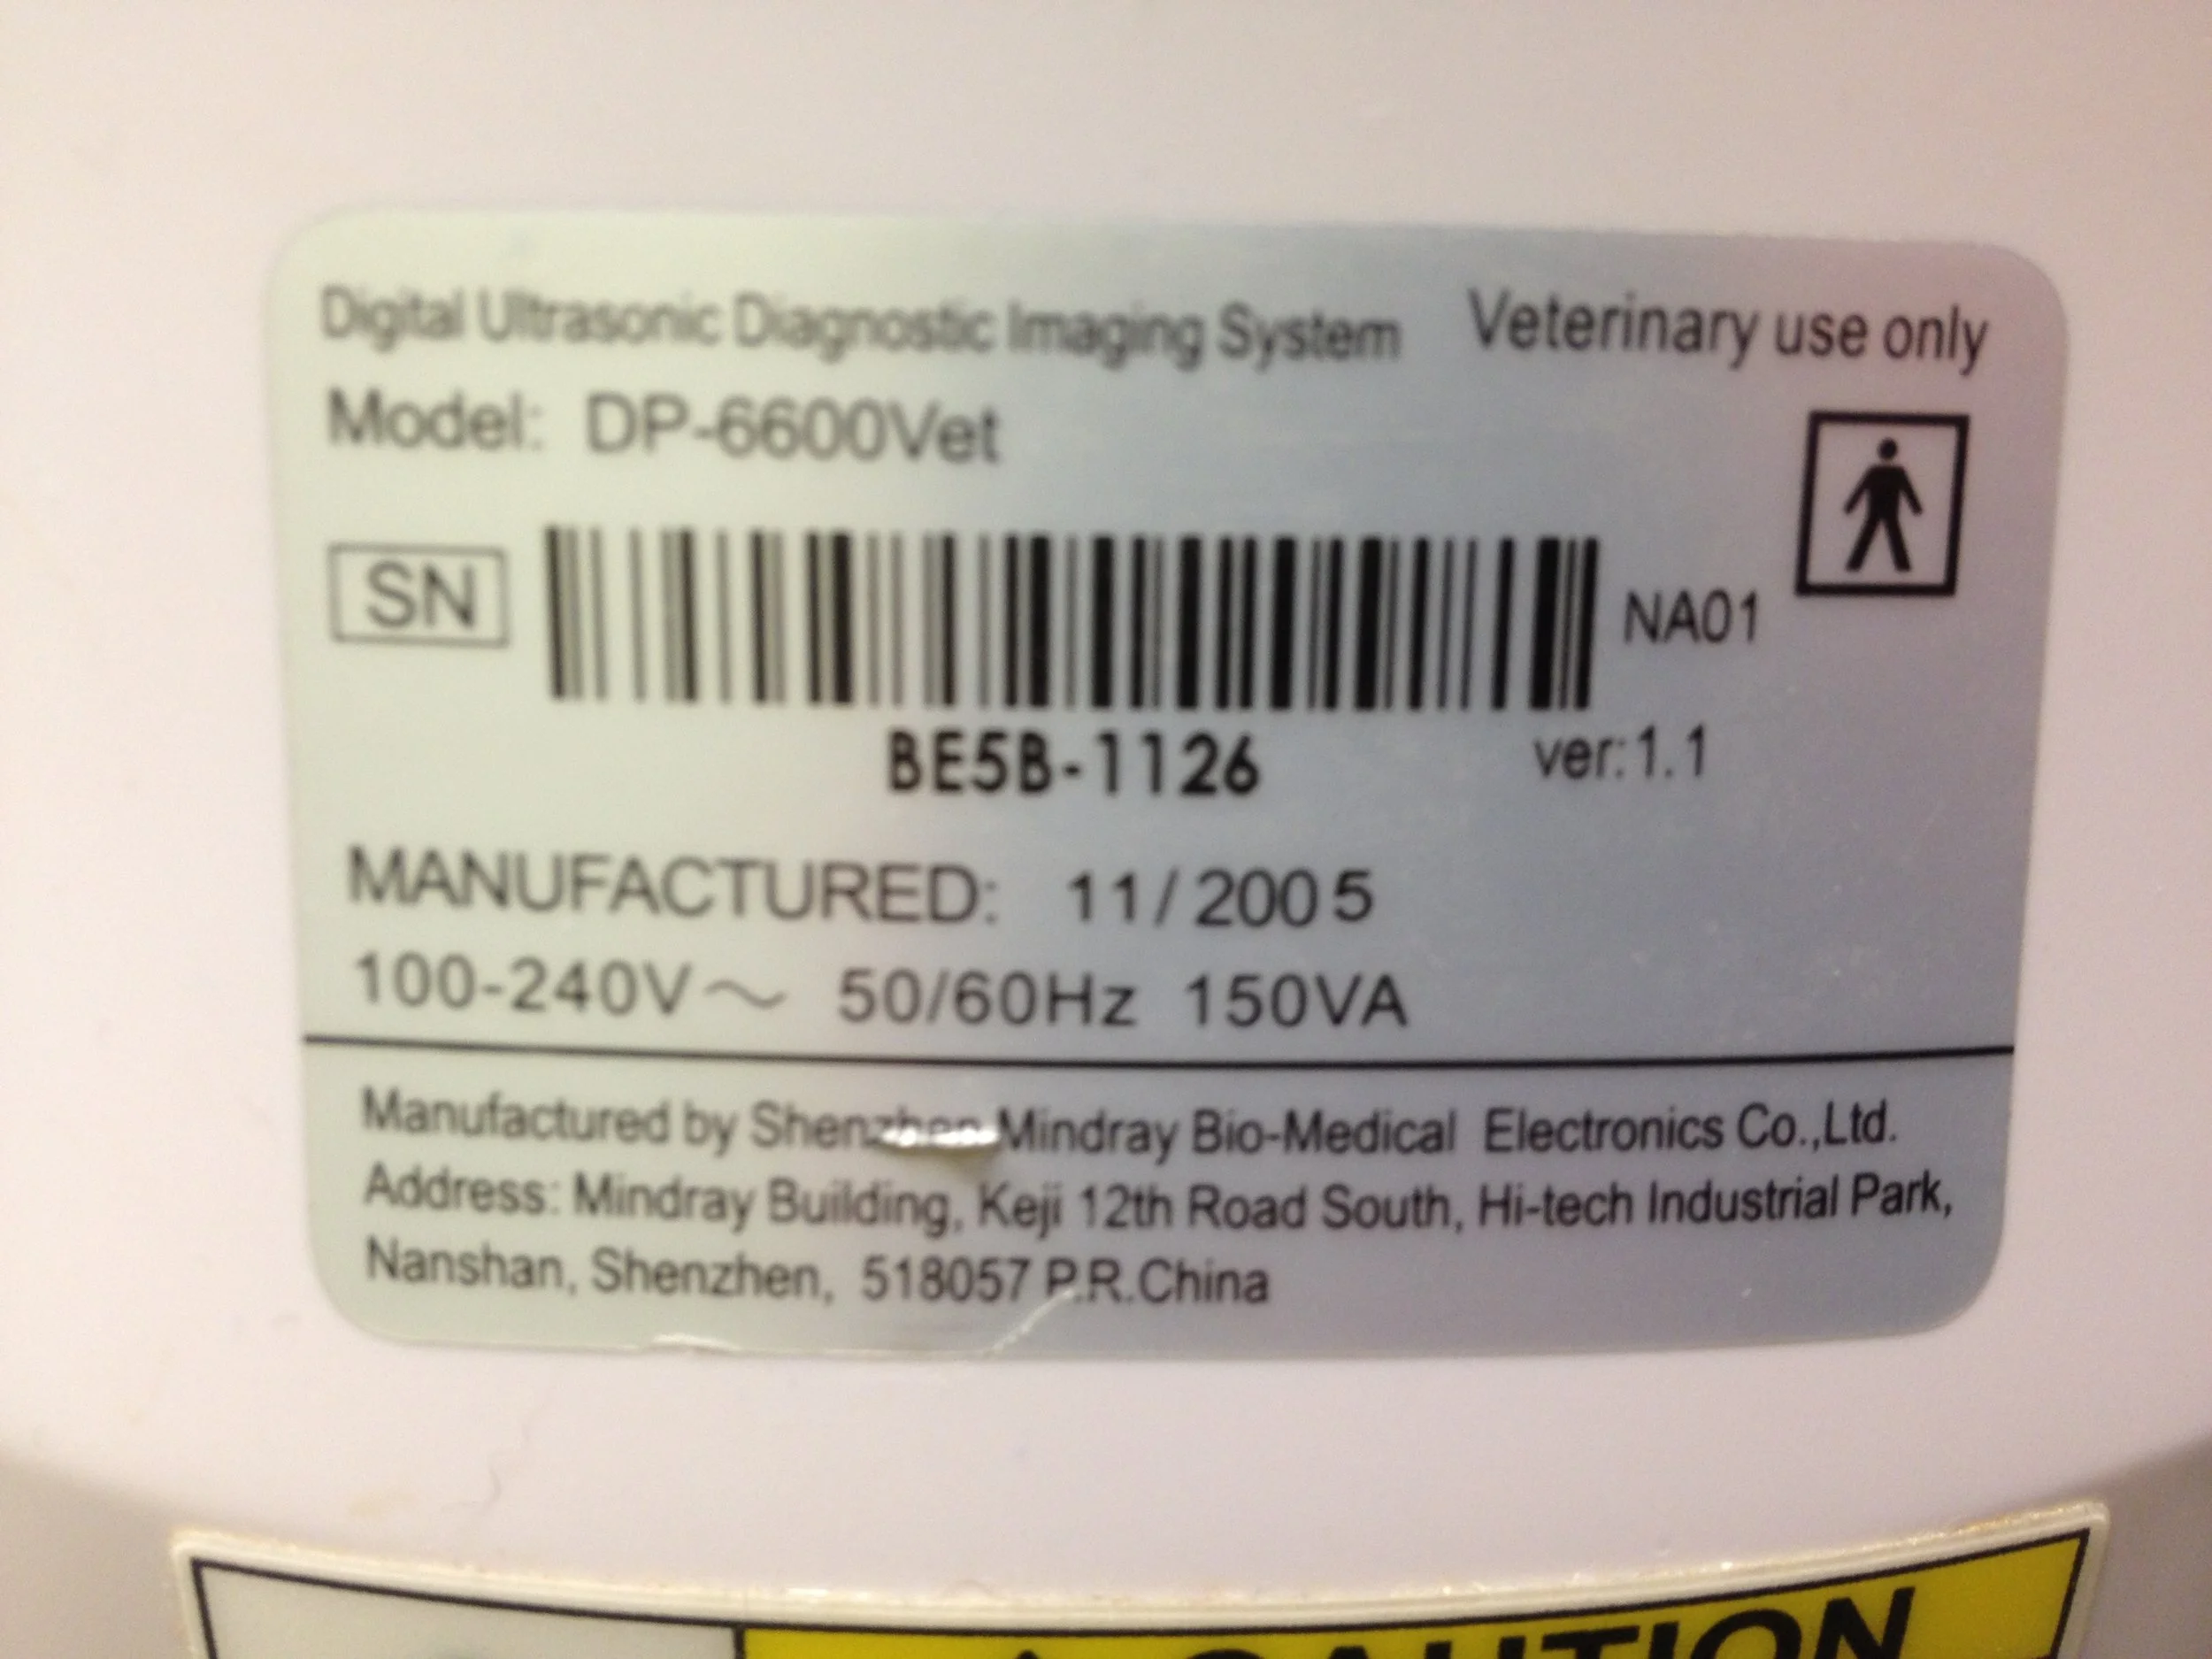 Digital Ultrasonic Diagnostic Imaging System Veterinary use only
Model: DP-6600Vet
SN
NA01
BE5B-1126 ver:1.1
MANUFACTURED: 11/2005
100-240V～ 50/60Hz 150VA
Manufactured by Shenzhen Mindray Bio-Medical Electronics Co.,Ltd.
Address: Mindray Building, Keji 12th Road South, Hi-tech Industrial Park,
Nanshan, Shenzhen, 518057 P.R.China
CAUTION